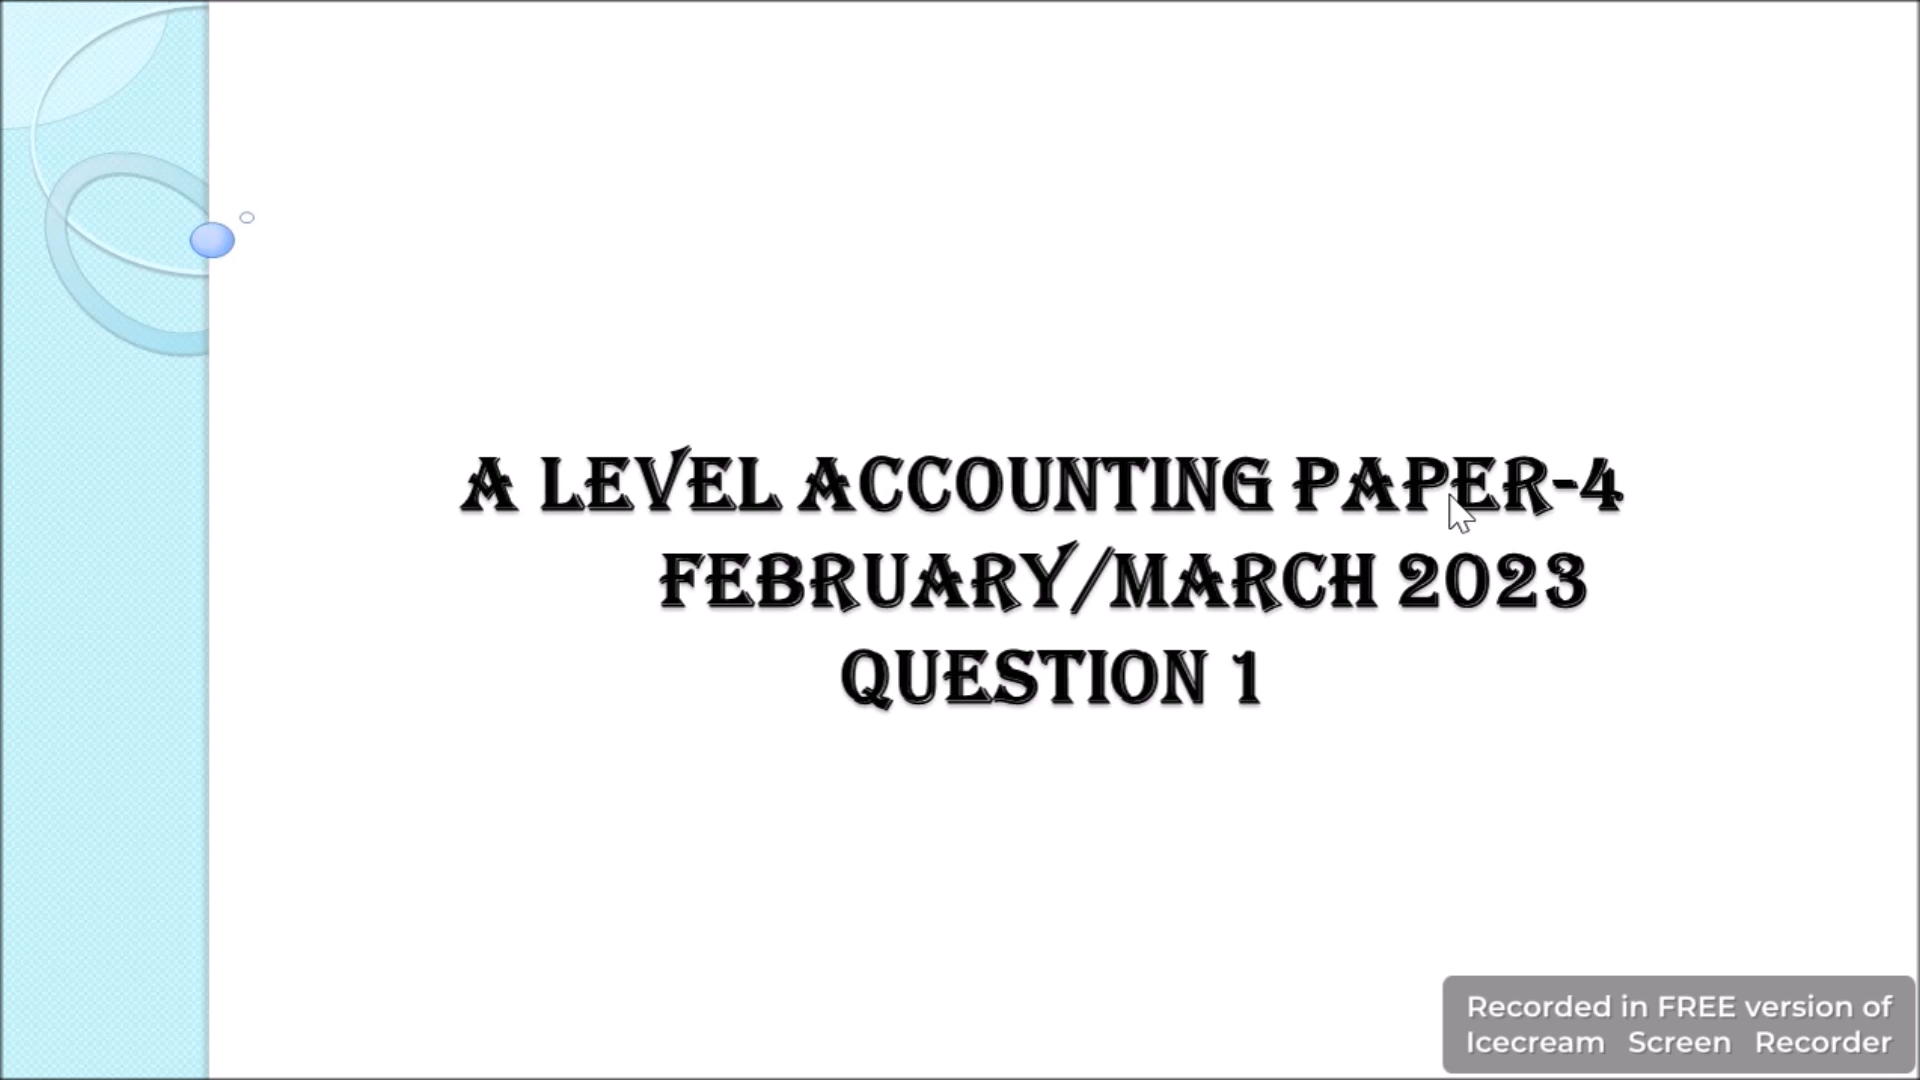 A LEVEL ACCOUNTING PAPER-4
FEBRUARY/MARCH 2023
QUESTION 1
Recorded in FREE version of
Icecream Screen Recorder